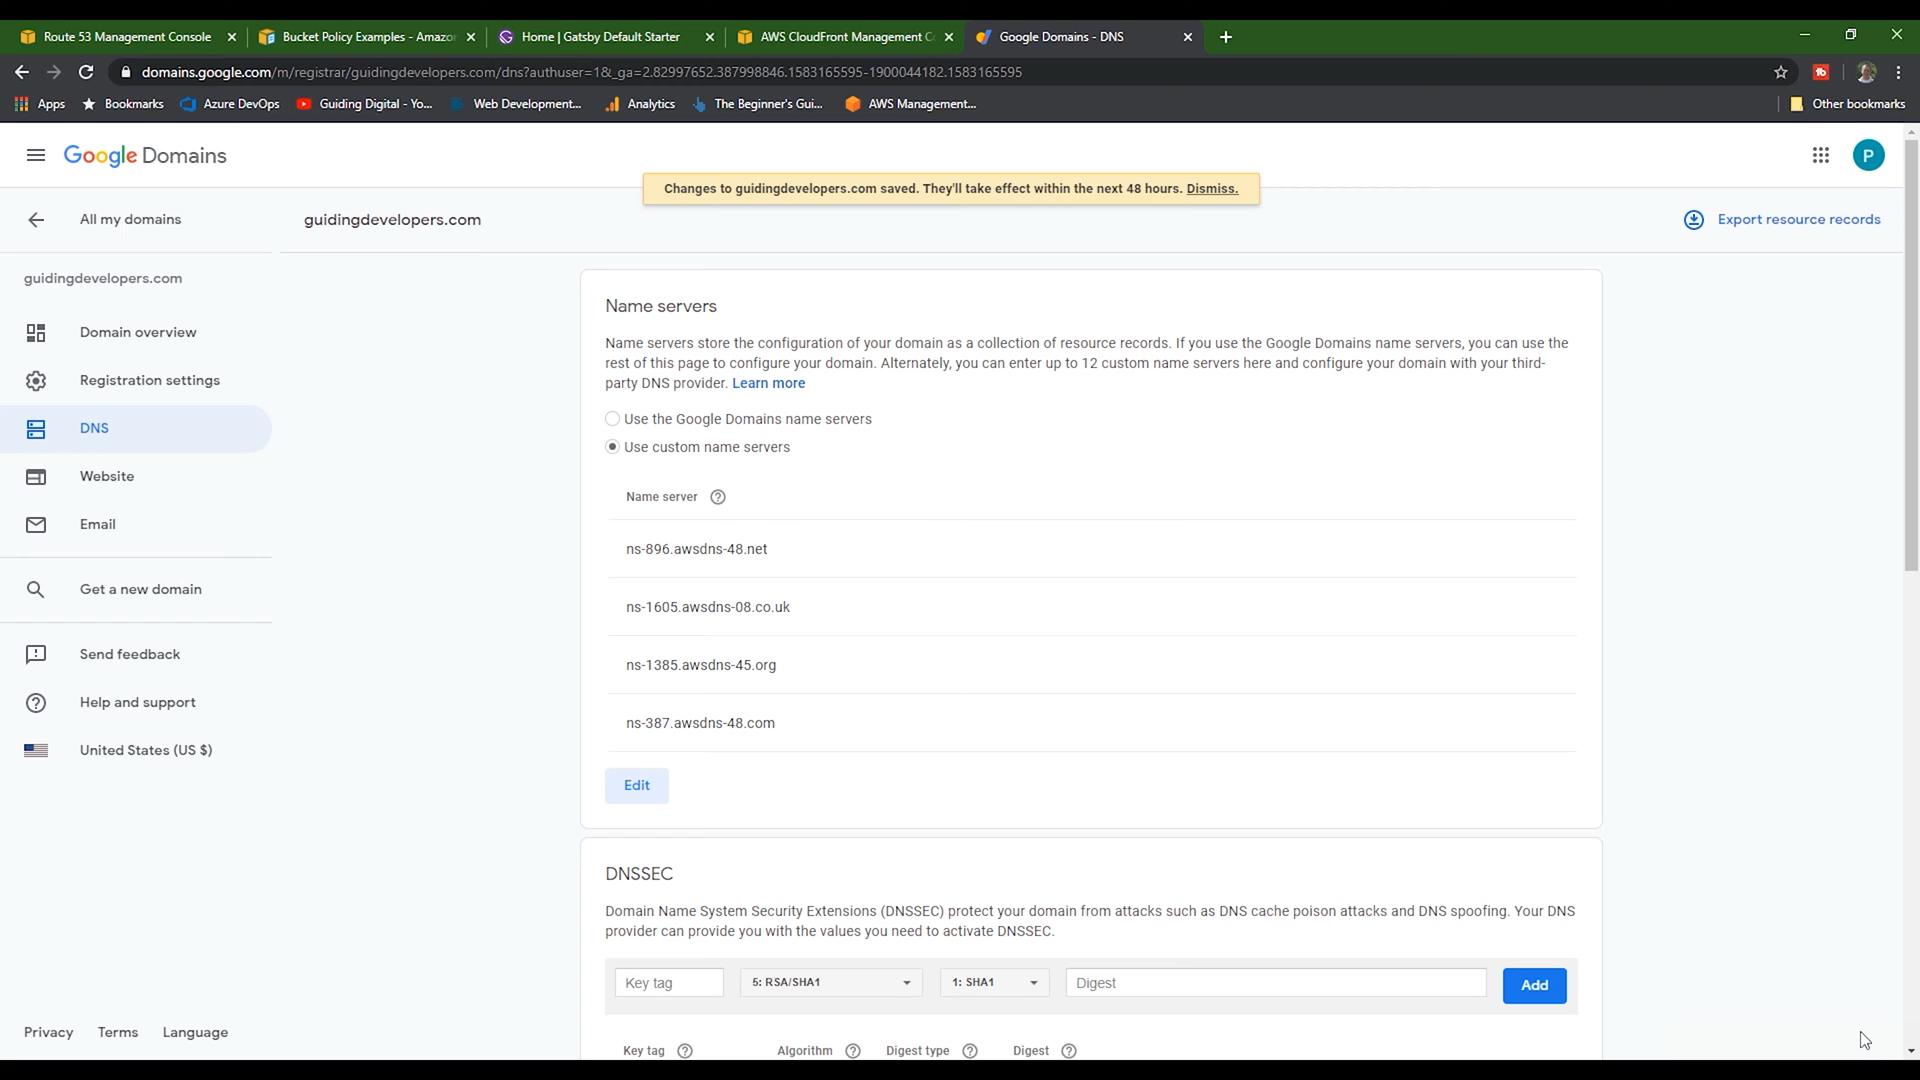 Route 53 Management Console
Bucket Policy Examples - Amazo
Home | Gatsby Default Starter
AWS CloudFront Management C
Google Domains - DNS
domains.google.com/m/registrar/guidingdevelopers.com/dns?authuser=1&_ga=2.82997652.387998846.1583165595-1900044182.1583165595
Apps
Bookmarks
Azure DevOps
Guiding Digital - Yo...
Web Development...
Analytics
The Beginner's Gui...
AWS Management...
Other bookmarks
Google Domains
P
Changes to guidingdevelopers.com saved. They'll take effect within the next 48 hours. Dismiss.
All my domains
guidingdevelopers.com
Export resource records
guidingdevelopers.com
Domain overview
Registration settings
DNS
Website
Email
Get a new domain
Send feedback
Help and support
United States (US $)
Privacy
Terms
Language
Name servers
Name servers store the configuration of your domain as a collection of resource records. If you use the Google Domains name servers, you can use the
rest of this page to configure your domain. Alternately, you can enter up to 12 custom name servers here and configure your domain with your third-
party DNS provider. Learn more
Use the Google Domains name servers
Use custom name servers
Name server
ns-896.awsdns-48.net
ns-1605.awsdns-08.co.uk
ns-1385.awsdns-45.org
ns-387.awsdns-48.com
Edit
DNSSEC
Domain Name System Security Extensions (DNSSEC) protect your domain from attacks such as DNS cache poison attacks and DNS spoofing. Your DNS
provider can provide you with the values you need to activate DNSSEC.
Key tag
5: RSA/SHA1
1: SHA1
Digest
Add
Key tag
Algorithm
Digest type
Digest